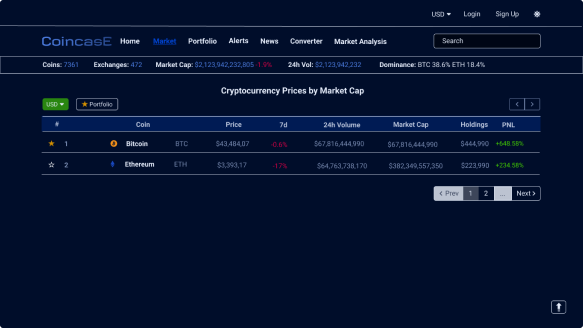 USD Login Sign Up
CoincasE Home Market Portfolio Alerts News Converter Market Analysis Search
Coins: 7361 Exchanges: 472 Market Cap: $2,123,942,232,805 -1.9% 24h Vol: $2,123,942,232 Dominance: BTC 38.6% ETH 18.4%
Cryptocurrency Prices by Market Cap
USD Portfolio
# Coin Price 7d 24h Volume Market Cap Holdings PNL
1 Bitcoin BTC $43,484,07 -0.6% $67,816,444,990 $67,816,444,990 $444,990 +648.58%
2 Ethereum ETH $3,393,17 -1.7% $64,763,738,170 $382,349,557,350 $223,990 +234.58%
< Prev 1 2 ... Next >